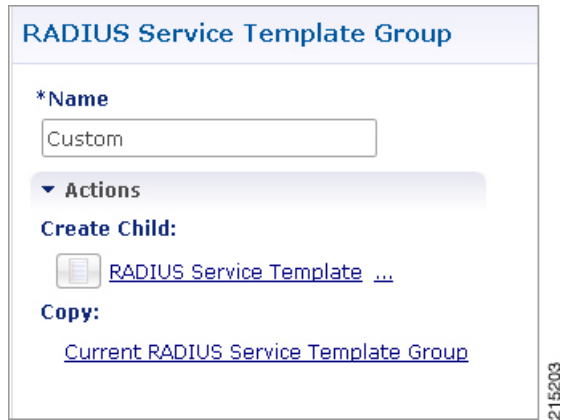 RADIUS Service Template Group
*Name
Custom
Actions
Create Child:
RADIUS Service Template ...
Copy:
Current RADIUS Service Template Group
215203